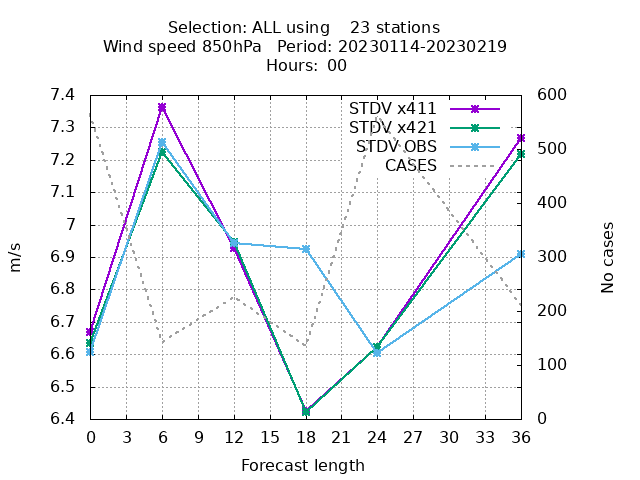 Selection: ALL using    23 stations
Wind speed 850hPa   Period: 20230114-20230219
Hours: 00
STDV x411
STDV x421
STDV OBS
CASES
7.4
7.3
7.2
7.1
7
6.9
6.8
6.7
6.6
6.5
6.4
m/s
600
500
400
300
200
100
0
No cases
0 3 6 9 12 15 18 21 24 27 30 33 36
Forecast length